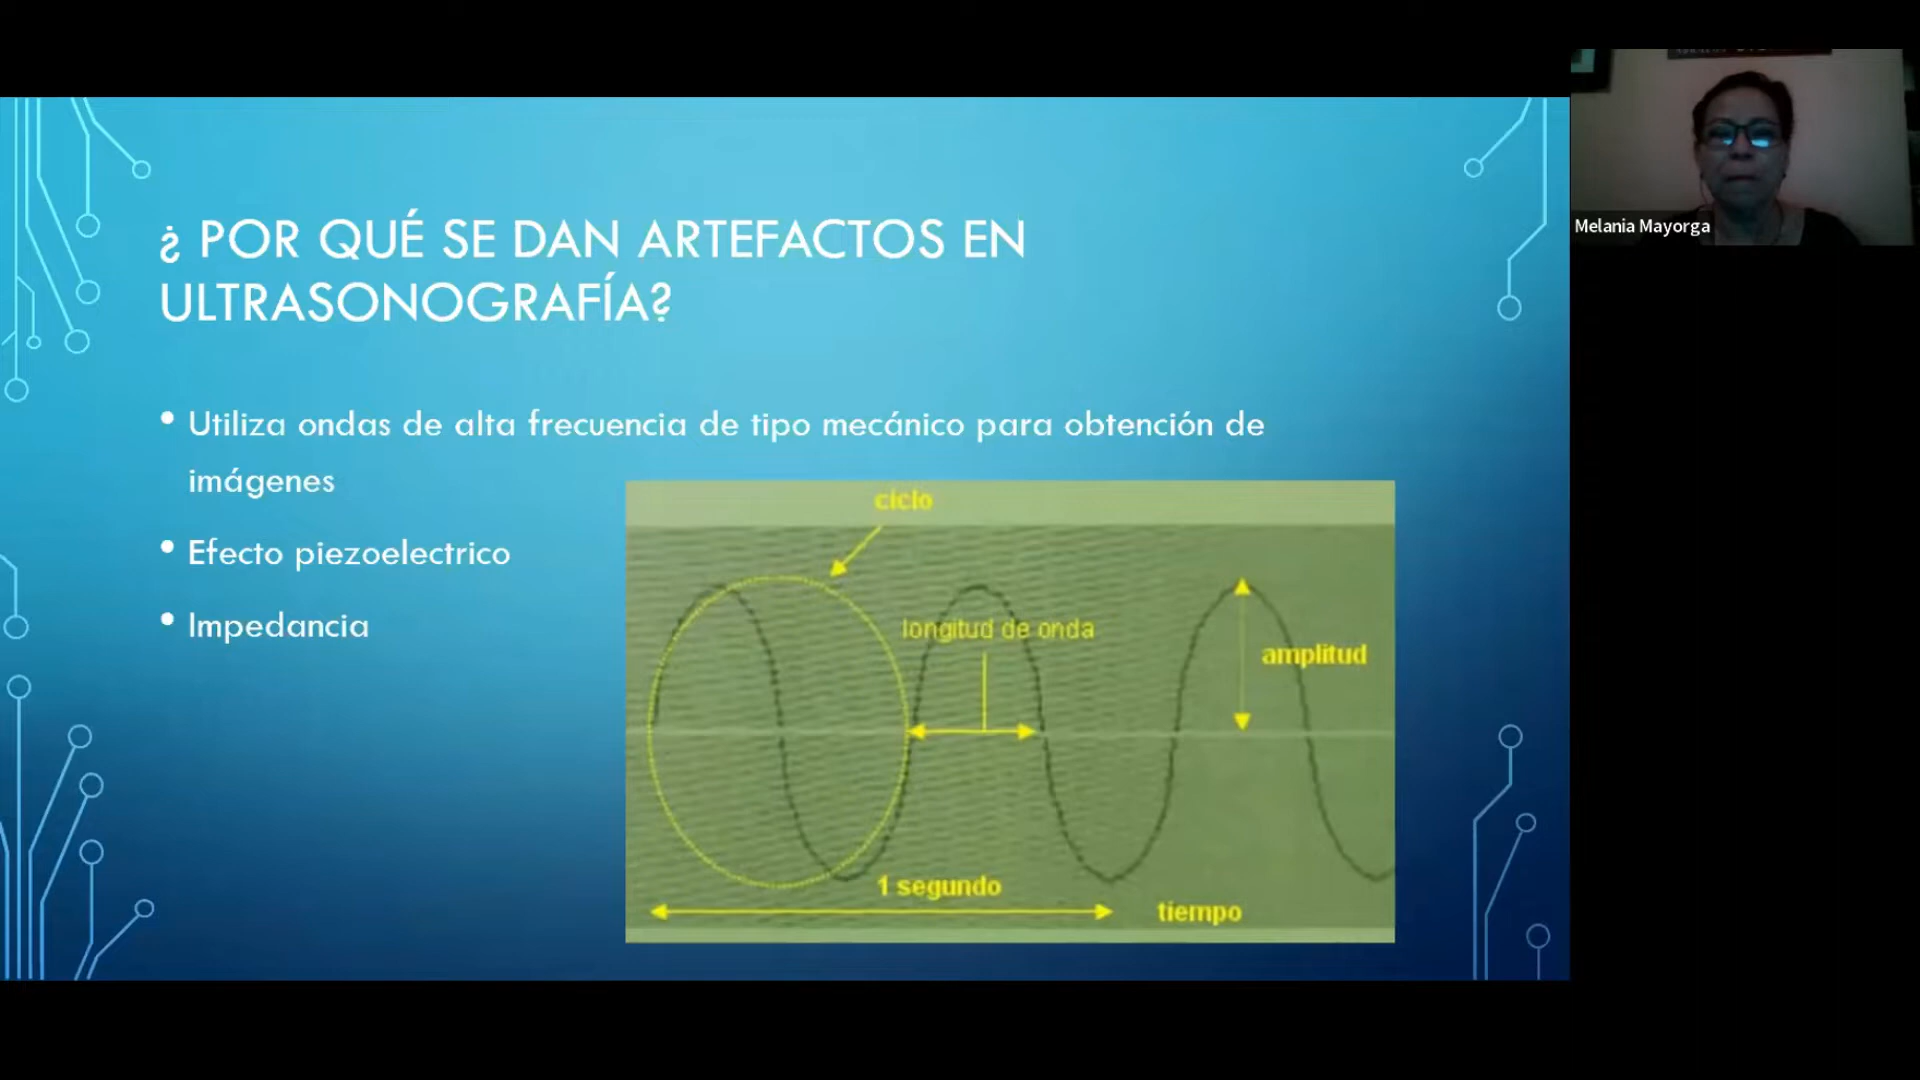 ¿ POR QUÉ SE DAN ARTEFACTOS EN
ULTRASONOGRAFÍA?
• Utiliza ondas de alta frecuencia de tipo mecánico para obtención de
imágenes
• Efecto piezoelectrico
• Impedancia
ciclo
longitud de onda
amplitud
1 segundo
tiempo
Melania Mayorga